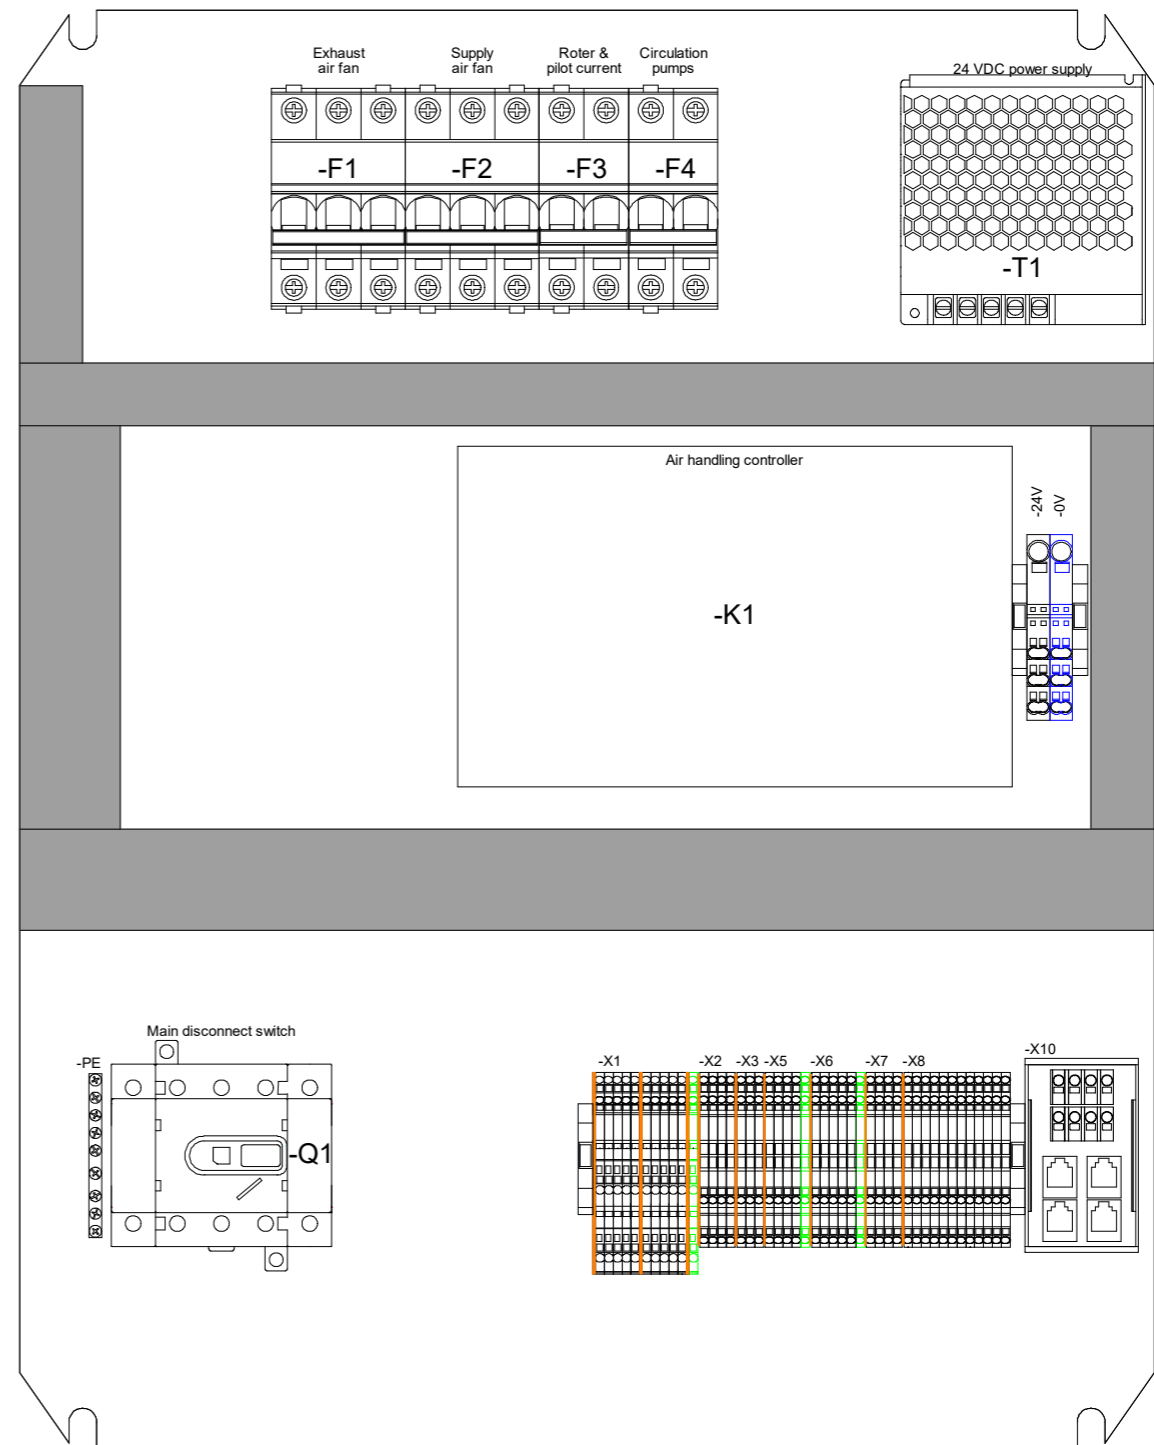 Exhaust
air fan
Supply
air fan
Roter &
pilot current
Circulation
pumps
24 VDC power supply
-F1
-F2
-F3
-F4
-T1
Air handling controller
-24V
-0V
-K1
Main disconnect switch
-PE
-Q1
-X1
-X2
-X3
-X5
-X6
-X7
-X8
-X10